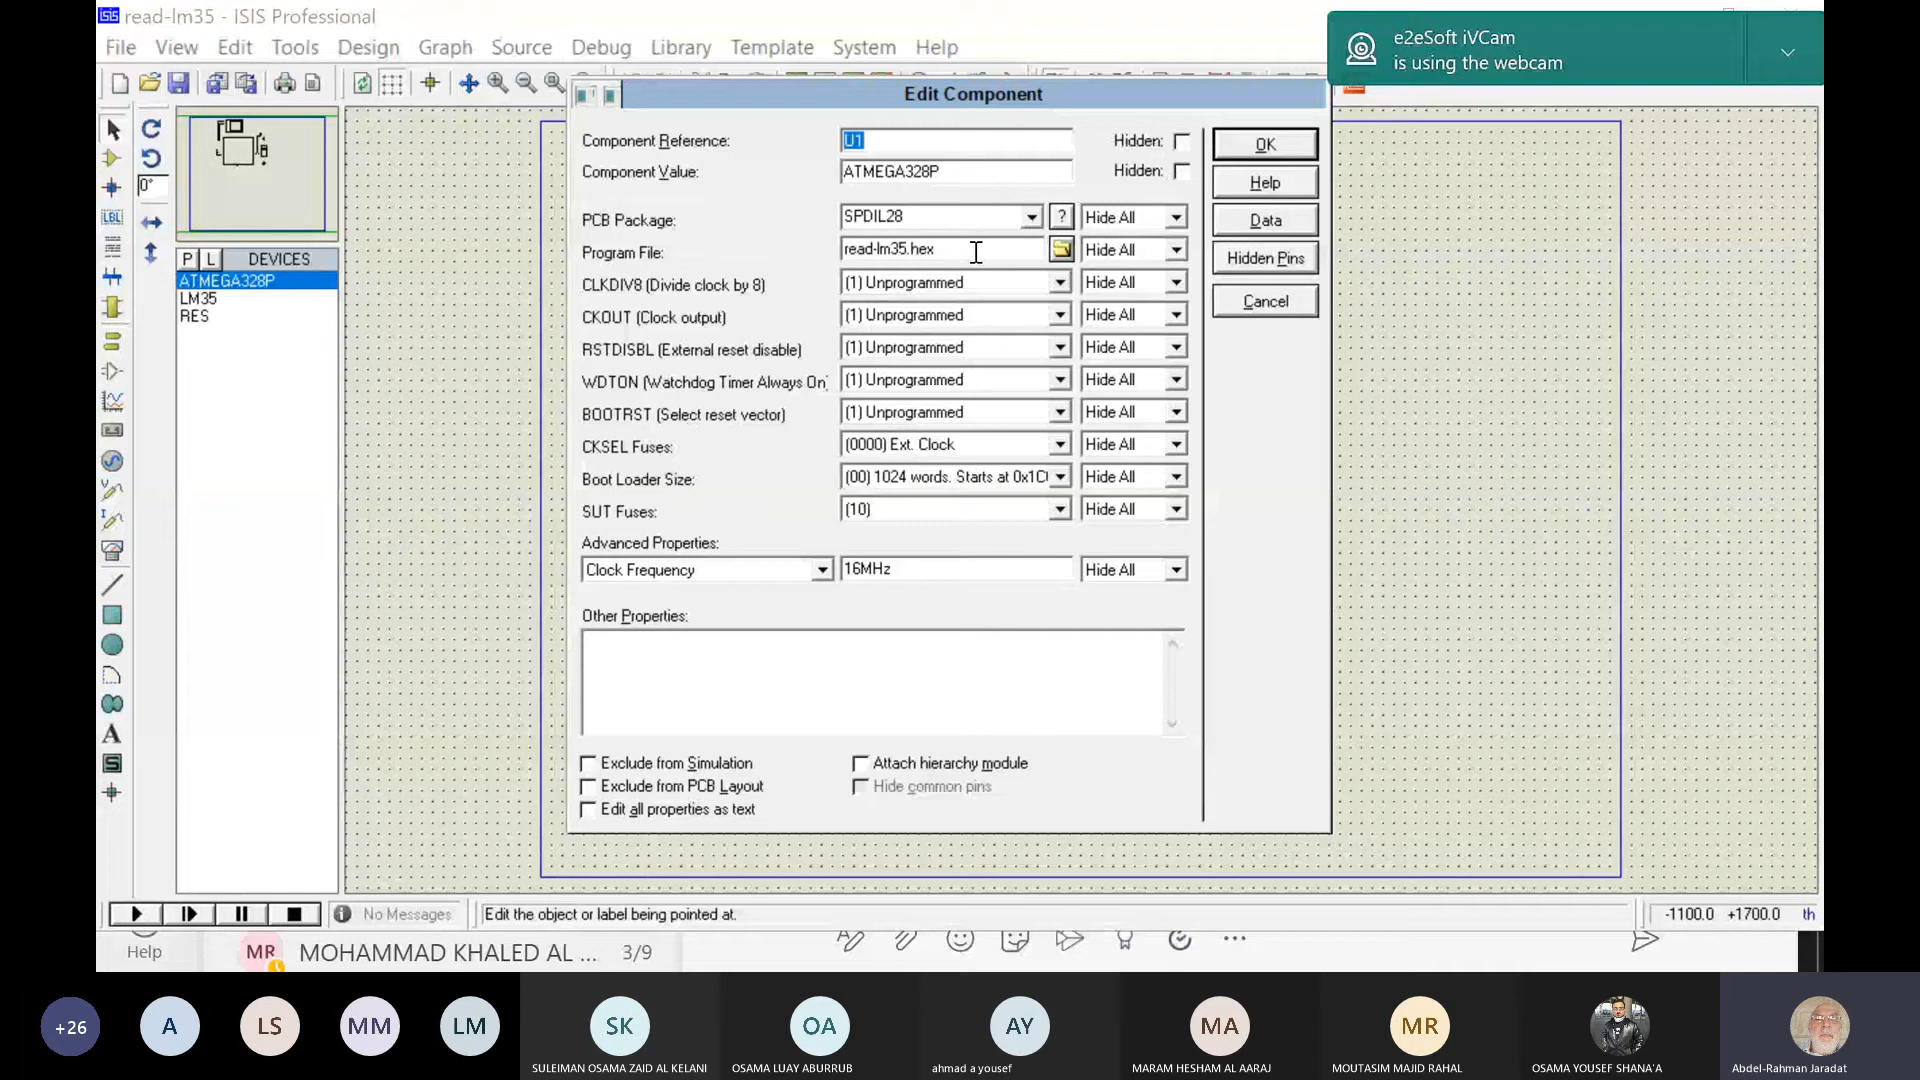 read-lm35 - ISIS Professional
File View Edit Tools Design Graph Source Debug Library Template System Help
e2eSoft iVCam
is using the webcam
Edit Component
Component Reference: U1 Hidden: OK
Component Value: ATMEGA328P Hidden: Help
0°
PCB Package: SPDIL28 ? Hide All Data
LBL
Program File: read-lm35.hex Hide All Hidden Pins
P L DEVICES
ATMEGA328P
LM35
RES
CLKDIV8 (Divide clock by 8) (1) Unprogrammed Hide All Cancel
CKOUT (Clock output) (1) Unprogrammed Hide All
RSTDISBL (External reset disable) (1) Unprogrammed Hide All
WDTON (Watchdog Timer Always On) (1) Unprogrammed Hide All
BOOTRST (Select reset vector) (1) Unprogrammed Hide All
CKSEL Fuses: (0000) Ext. Clock Hide All
Boot Loader Size: (00) 1024 words. Starts at 0x1C Hide All
SUT Fuses: (10) Hide All
Advanced Properties:
Clock Frequency 16MHz Hide All
Other Properties:
A
S
Exclude from Simulation Attach hierarchy module
Exclude from PCB Layout Hide common pins
Edit all properties as text
No Messages Edit the object or label being pointed at. -1100.0 +1700.0 th
Help MR MOHAMMAD KHALED AL ... 3/9
+26 A LS MM LM SK OA AY MA MR
SULEIMAN OSAMA ZAID AL KELANI OSAMA LUAY ABURRUB ahmad a yousef MARAM HESHAM AL AARAJ MOUTASIM MAJID RAHAL OSAMA YOUSEF SHANA'A Abdel-Rahman Jaradat